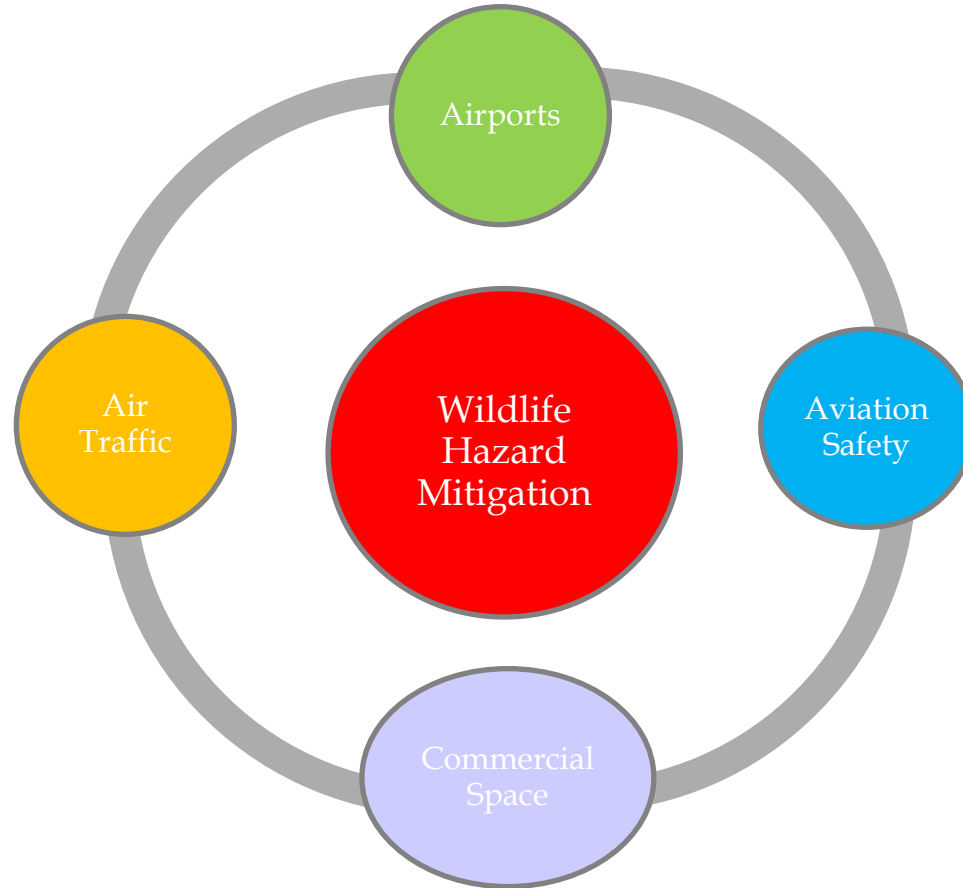 Airports
Air
Traffic
Wildlife
Hazard
Mitigation
Aviation
Safety
Commercial
Space